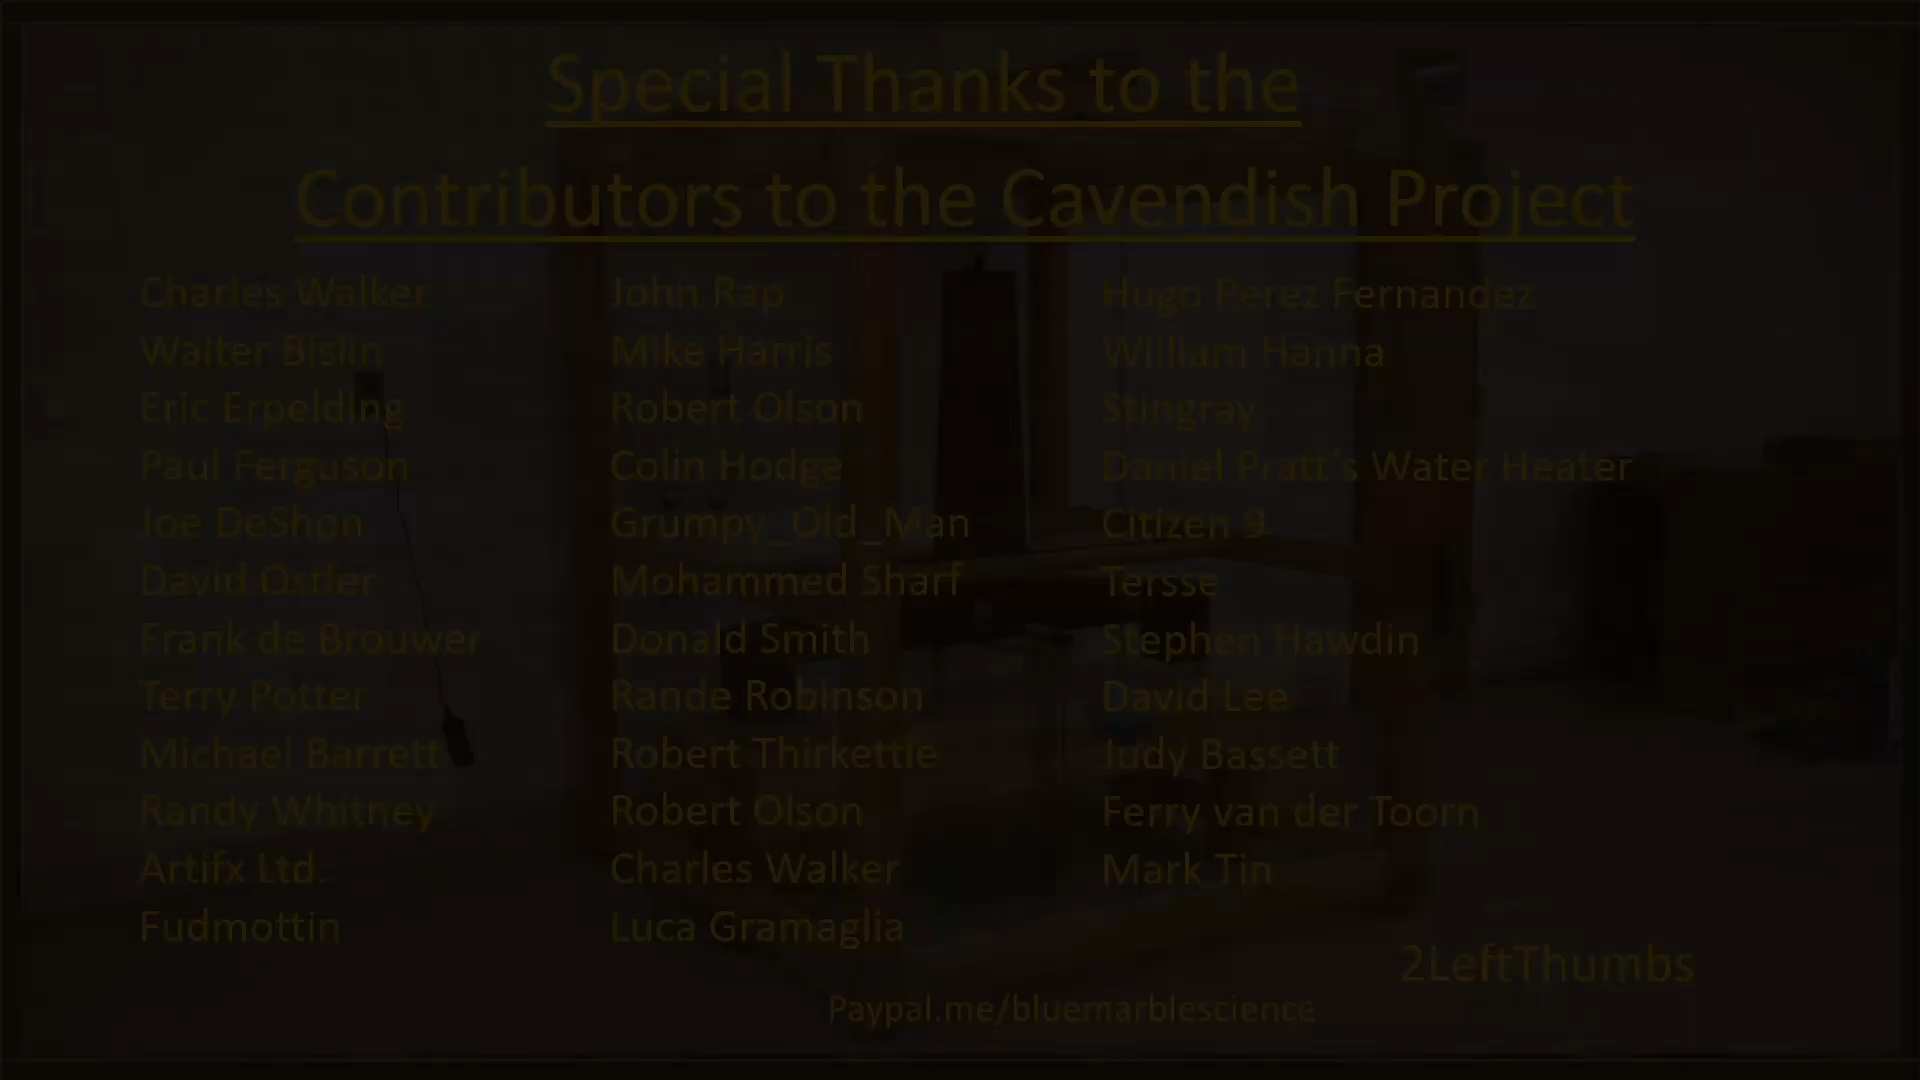 Special Thanks to the
Contributors to the Cavendish Project
Charles Walker
Walter Bislin
Eric Erpelding
Paul Ferguson
Joe DeShon
David Ostler
Frank de Brouwer
Terry Potter
Michael Barrett
Randy Whitney
Artifx Ltd.
Fudmottin
John Rap
Mike Harris
Robert Olson
Colin Hodge
Grumpy_Old_Man
Mohammed Sharf
Donald Smith
Rande Robinson
Robert Thirkettle
Robert Olson
Charles Walker
Luca Gramaglia
Hugo Perez Fernandez
William Hanna
Stingray
Daniel Pratt's Water Heater
Citizen 9
Tersse
Stephen Hawdin
David Lee
Judy Bassett
Ferry van der Toorn
Mark Tin
2LeftThumbs
Paypal.me/bluemarblescience